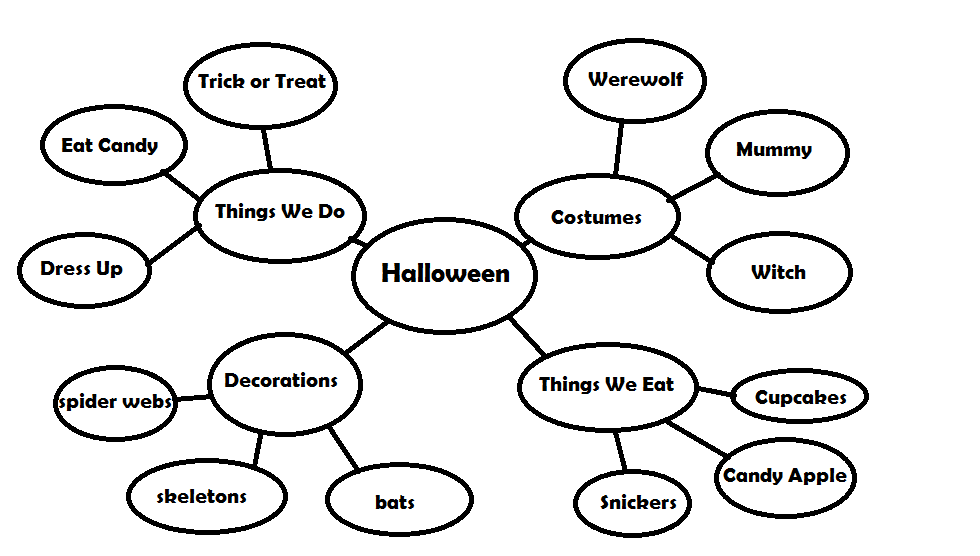 Trick or Treat
Werewolf
Eat Candy
Mummy
Things We Do
Costumes
Dress Up
Halloween
Witch
Decorations
Things We Eat
spider webs
Cupcakes
Candy Apple
skeletons
bats
Snickers